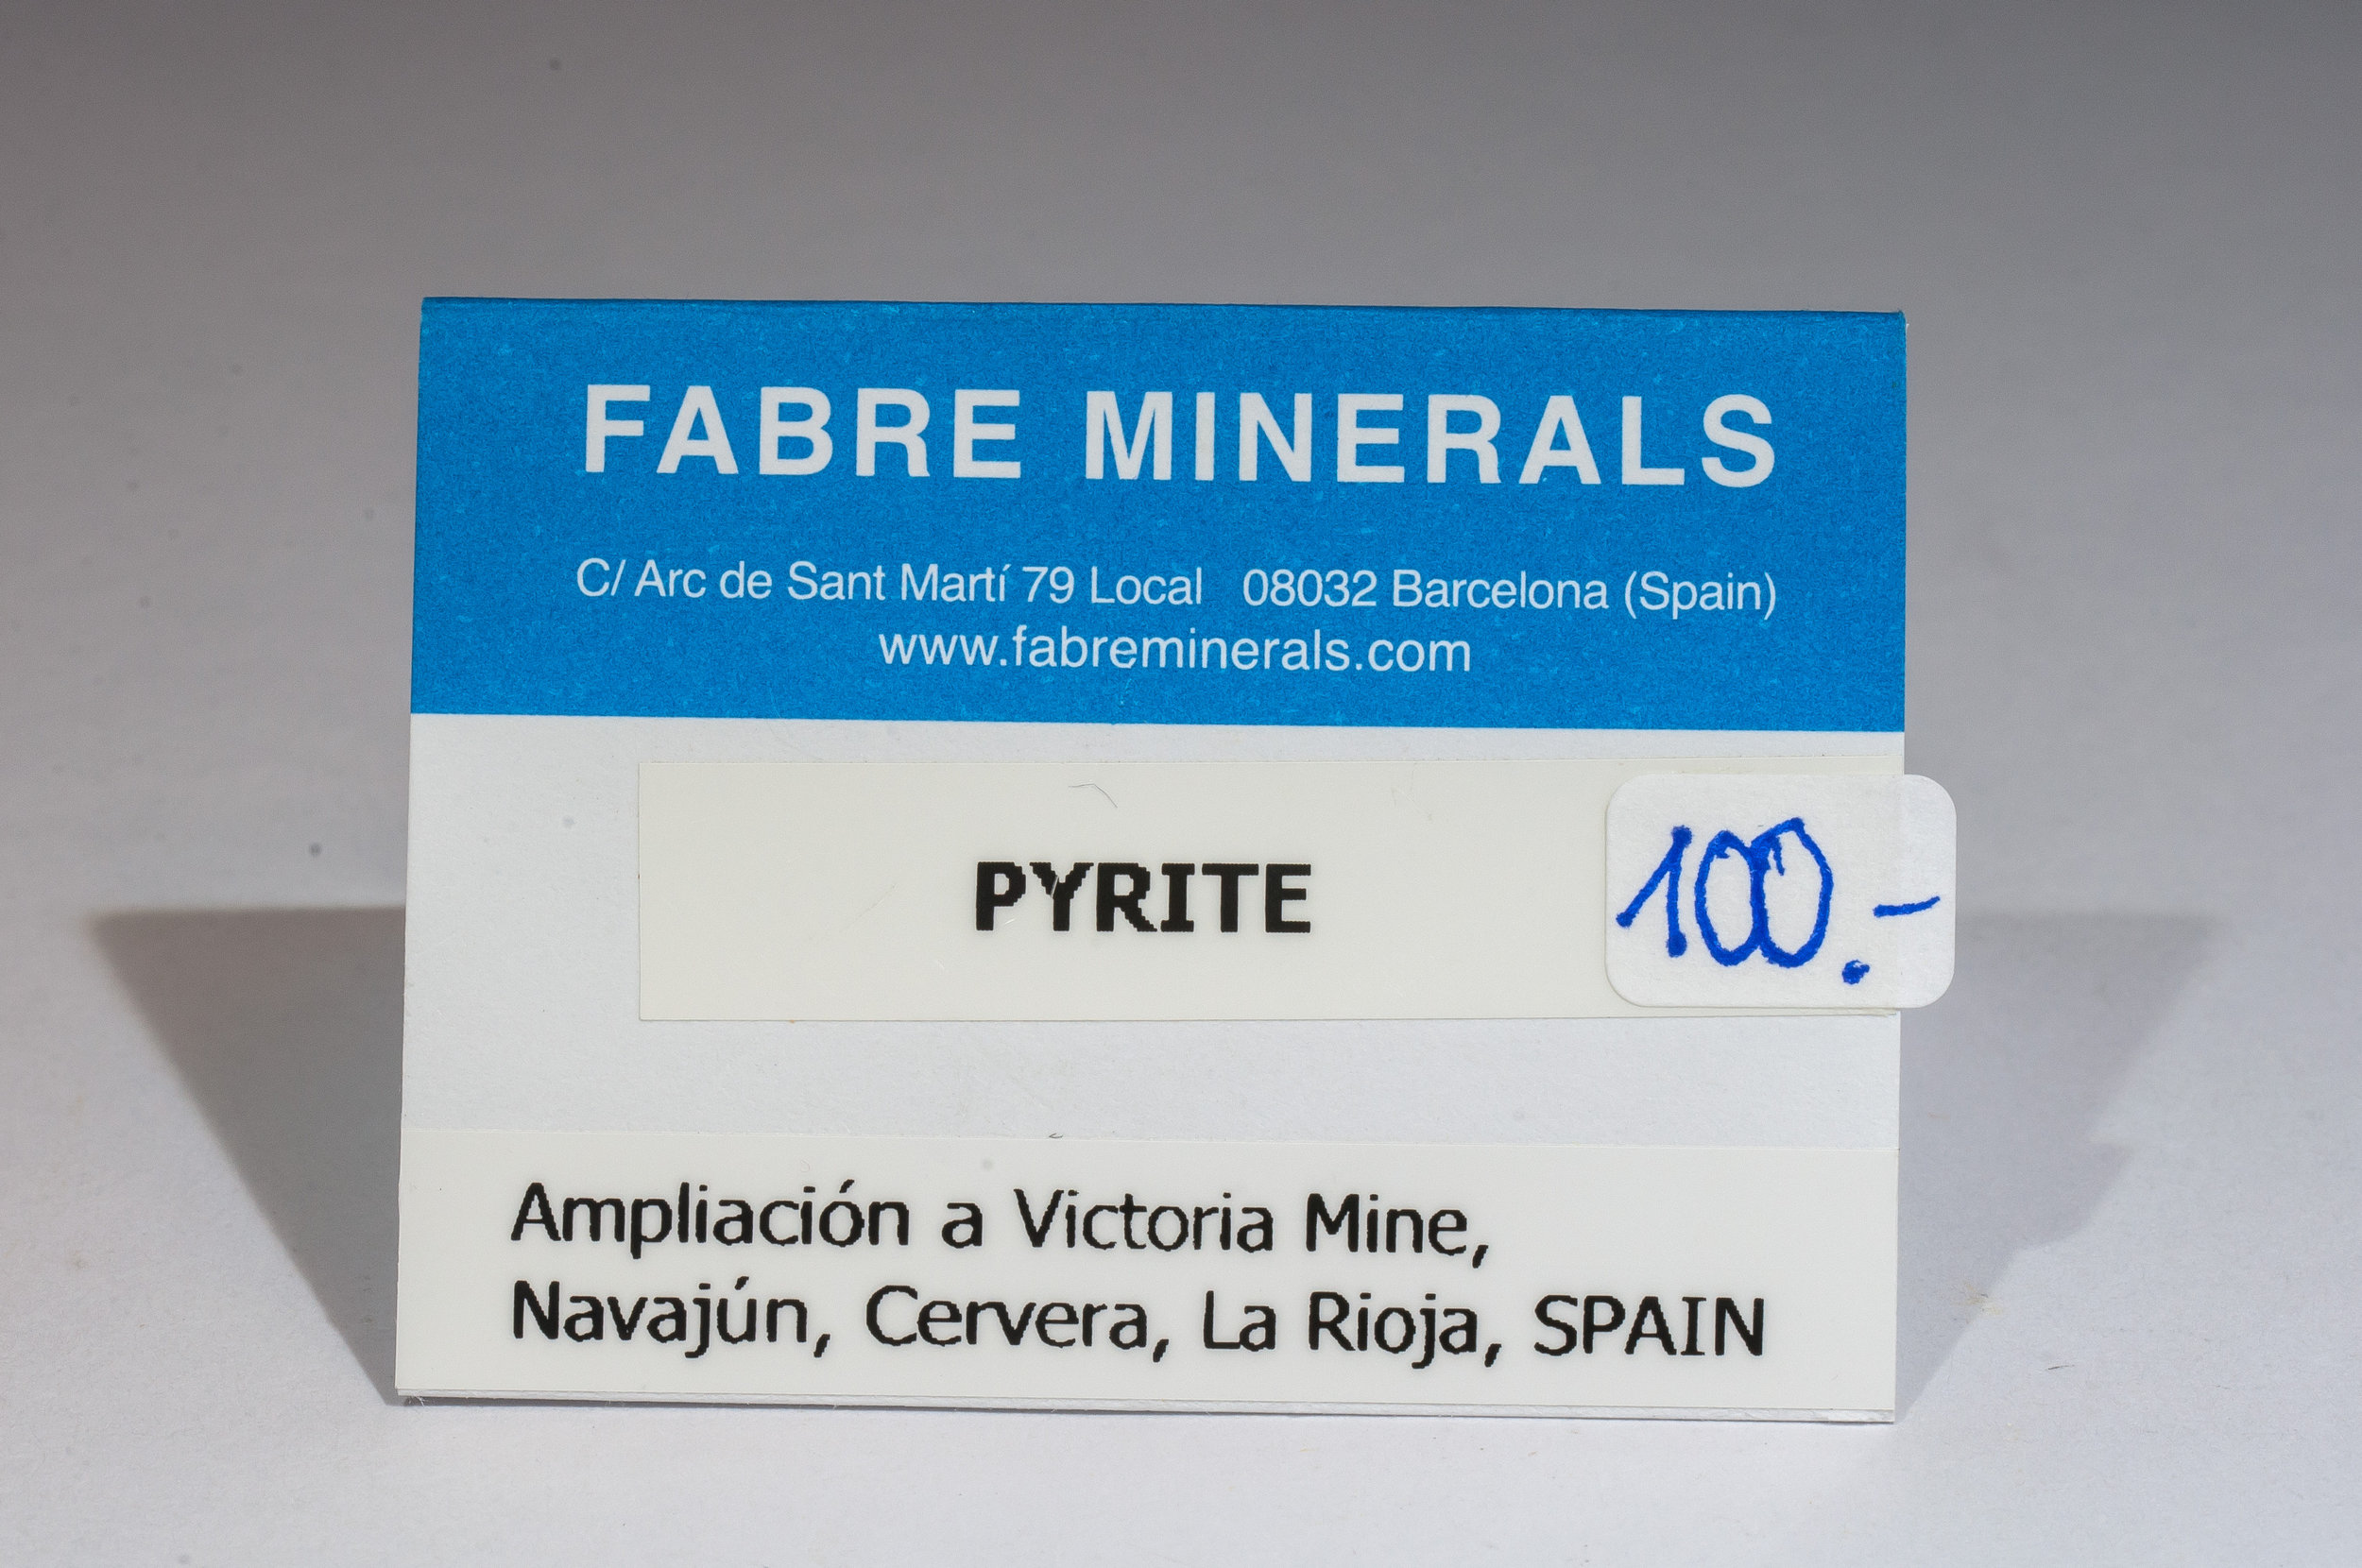 FABRE MINERALS
C/ Arc de Sant Martí 79 Local 08032 Barcelona (Spain)
www.fabreminerals.com
PYRITE
100.-
Ampliación a Victoria Mine,
Navajún, Cervera, La Rioja, SPAIN